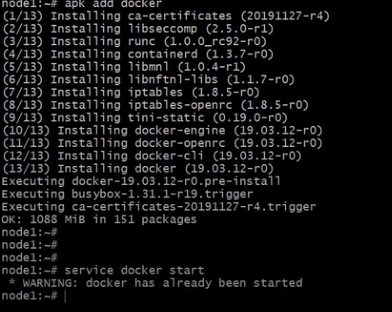 node1:~# apk add docker
(1/13) Installing ca-certificates (20191127-r4)
(2/13) Installing libseccomp (2.5.0-r1)
(3/13) Installing runc (1.0.0_rc92-r0)
(4/13) Installing containerd (1.3.7-r0)
(5/13) Installing libmnl (1.0.4-r1)
(6/13) Installing libnftnl-libs (1.1.7-r0)
(7/13) Installing iptables (1.8.5-r0)
(8/13) Installing iptables-openrc (1.8.5-r0)
(9/13) Installing tini-static (0.19.0-r0)
(10/13) Installing docker-engine (19.03.12-r0)
(11/13) Installing docker-openrc (19.03.12-r0)
(12/13) Installing docker-cli (19.03.12-r0)
(13/13) Installing docker (19.03.12-r0)
Executing docker-19.03.12-r0.pre-install
Executing busybox-1.31.1-r19.trigger
Executing ca-certificates-20191127-r4.trigger
OK: 1088 MiB in 151 packages
node1:~#
node1:~#
node1:~#
node1:~# service docker start
* WARNING: docker has already been started
node1:~#